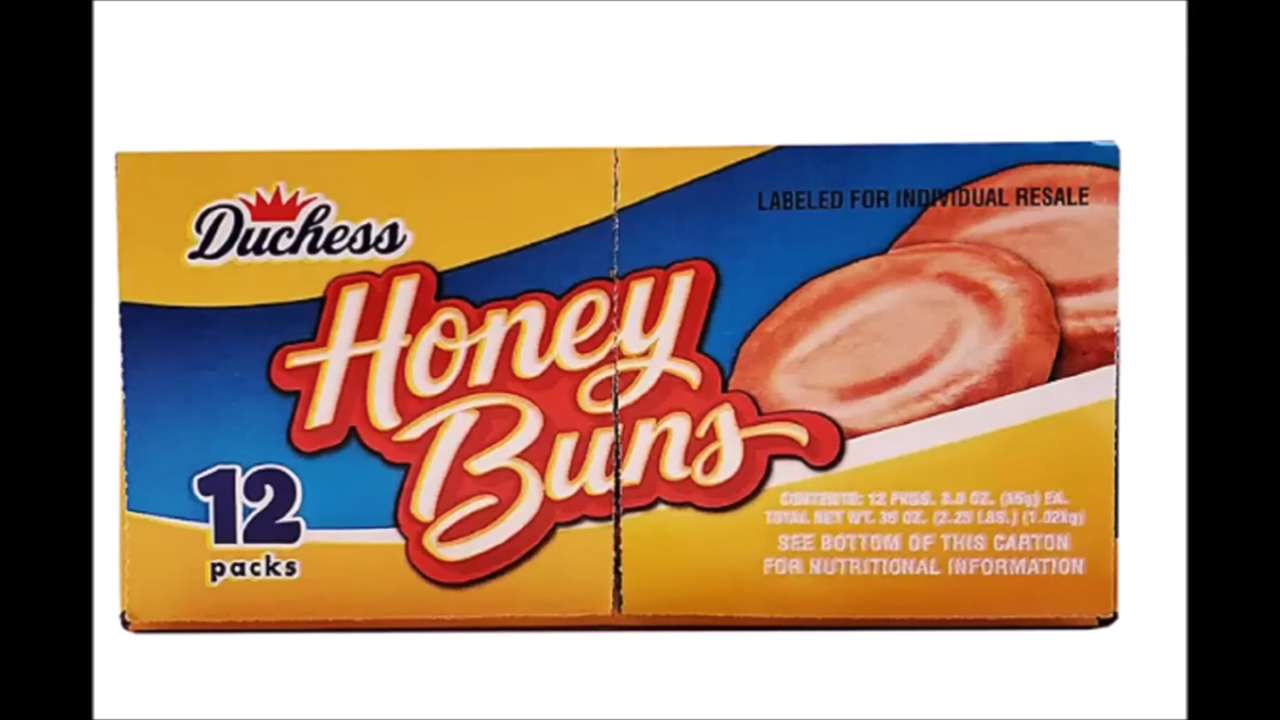 Duchess
LABELED FOR INDIVIDUAL RESALE
Honey
Buns
12
packs
CONTENTS: 12 PKGS. 3.0 OZ. (85g) EA.
TOTAL NET WT. 36 OZ. (2.25 LBS.) (1.02kg)
SEE BOTTOM OF THIS CARTON
FOR NUTRITIONAL INFORMATION